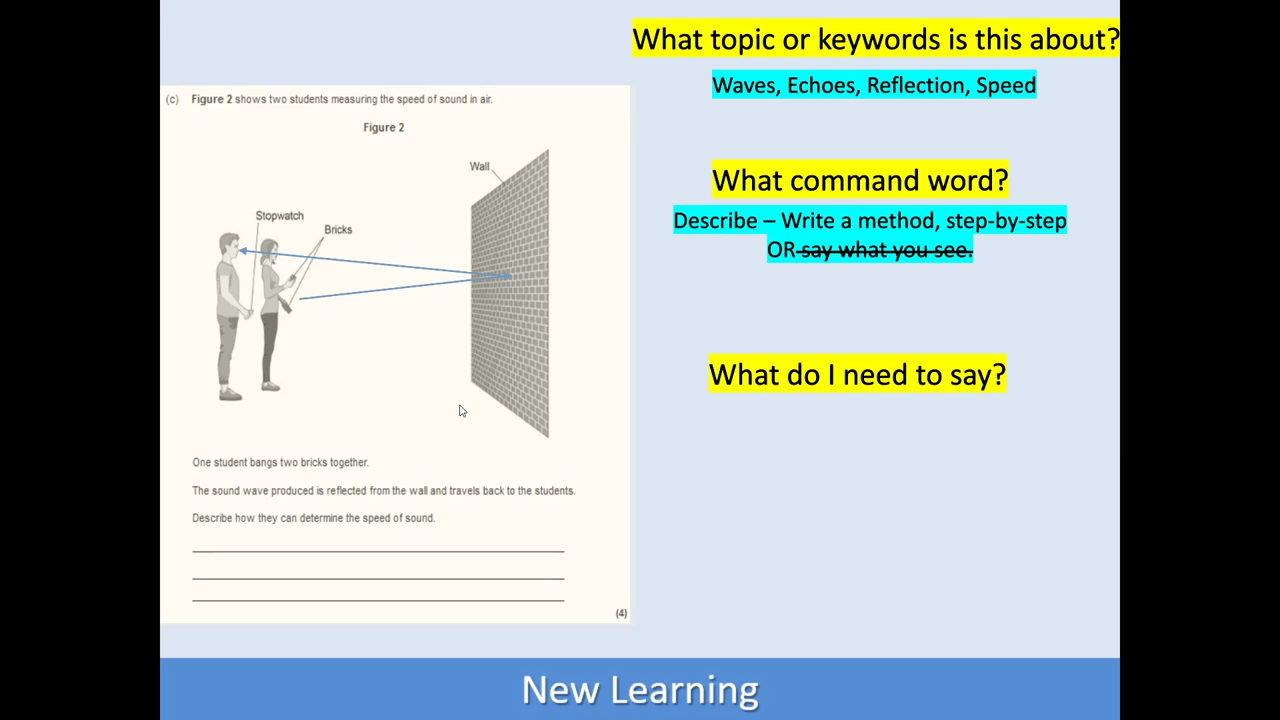 What topic or keywords is this about?
Waves, Echoes, Reflection, Speed
(c) Figure 2 shows two students measuring the speed of sound in air.
Figure 2
Wall
Stopwatch
Bricks
One student bangs two bricks together.
The sound wave produced is reflected from the wall and travels back to the students.
Describe how they can determine the speed of sound.
(4)
What command word?
Describe – Write a method, step-by-step
OR say what you see.
What do I need to say?
New Learning